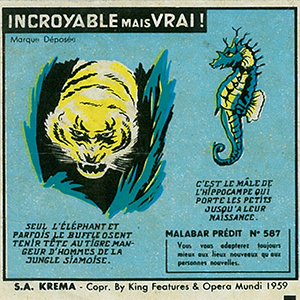 INCROYABLE MAIS VRAI !
Marque Déposée
SEUL L'ÉLÉPHANT ET
PARFOIS LE BUFFLE OSENT
TENIR TÊTE AU TIGRE MAN-
GEUR D'HOMMES DE LA
JUNGLE SIAMOISE.
C'EST LE MÂLE DE
L'HIPPOCAMPE QUI
PORTE LES PETITS
JUSQU'A LEUR
NAISSANCE.
MALABAR PRÉDIT N° 587
Vous vous adapterez toujours
mieux aux lieux nouveaux qu'aux
personnes nouvelles.
S.A. KREMA - Copr. By King Features & Opera Mundi 1959